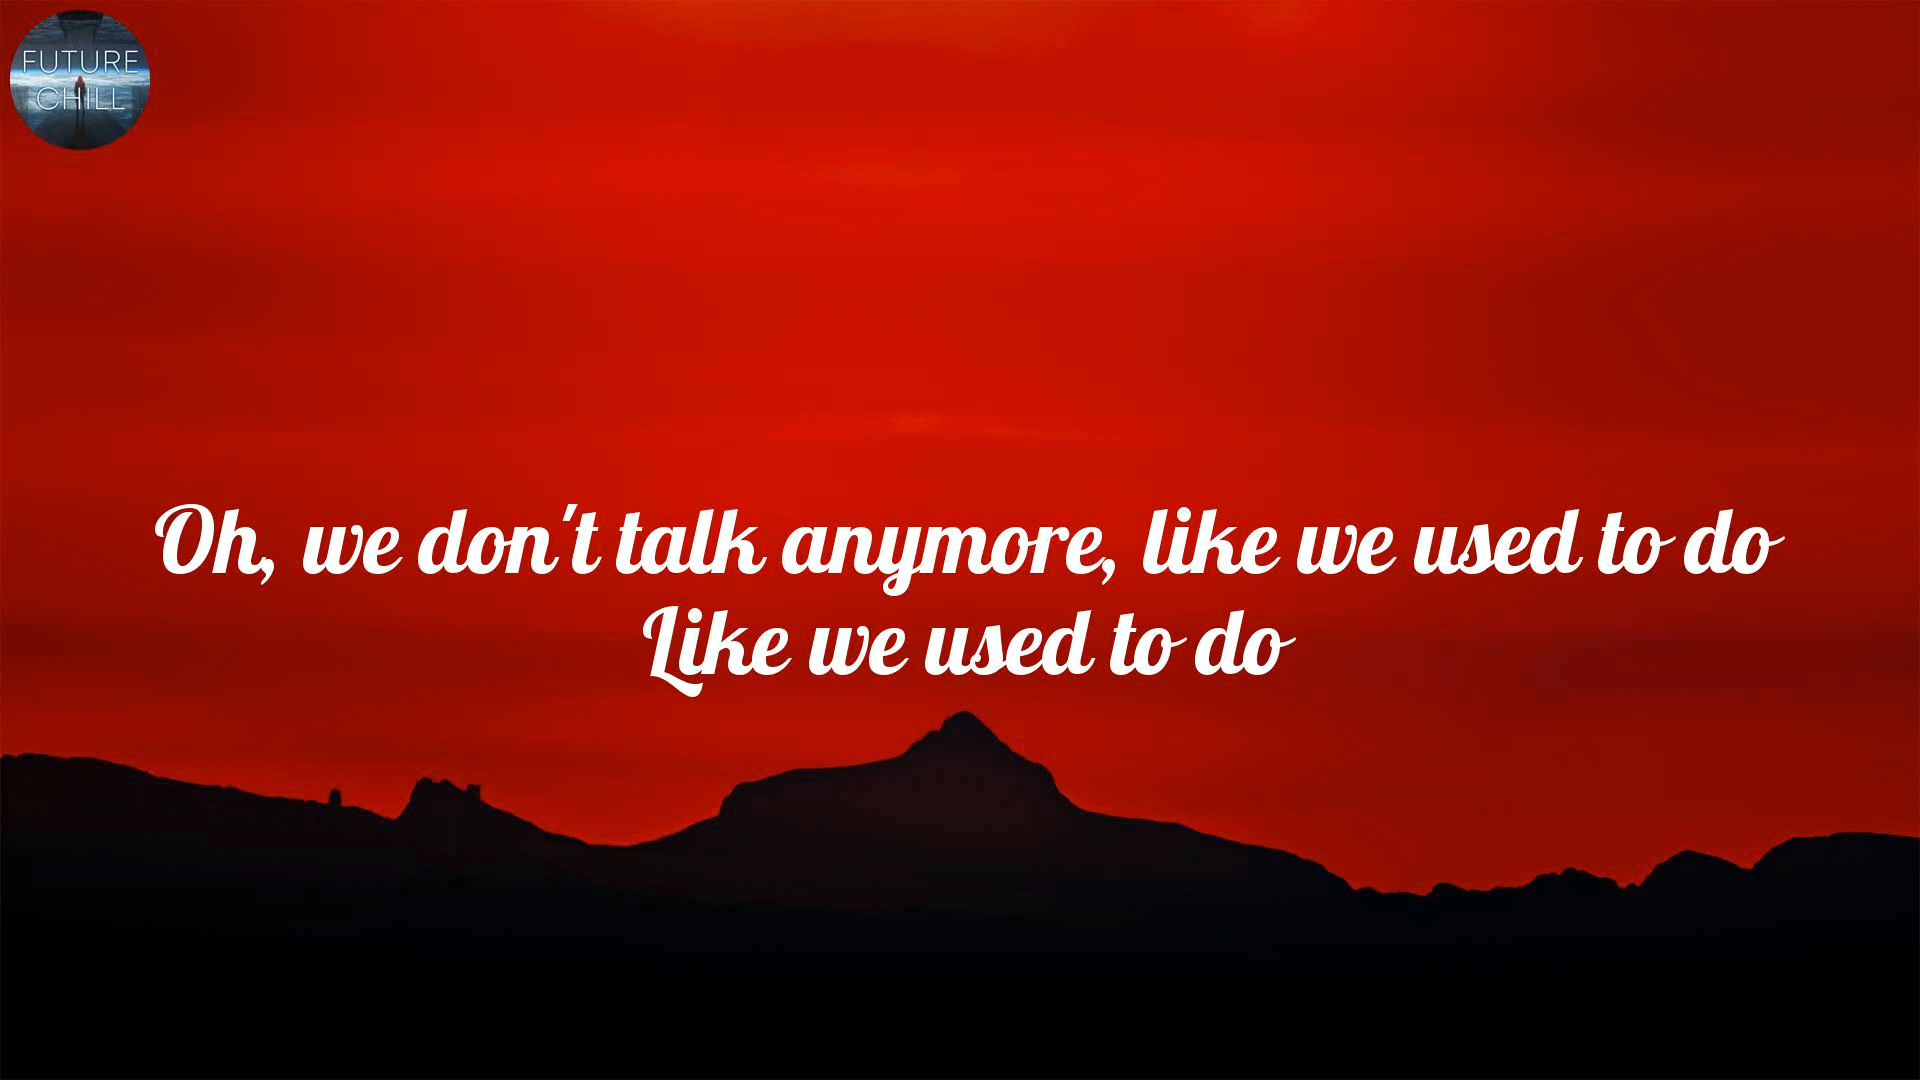 FUTURE
CHILL
Oh, we don't talk anymore, like we used to do
Like we used to do